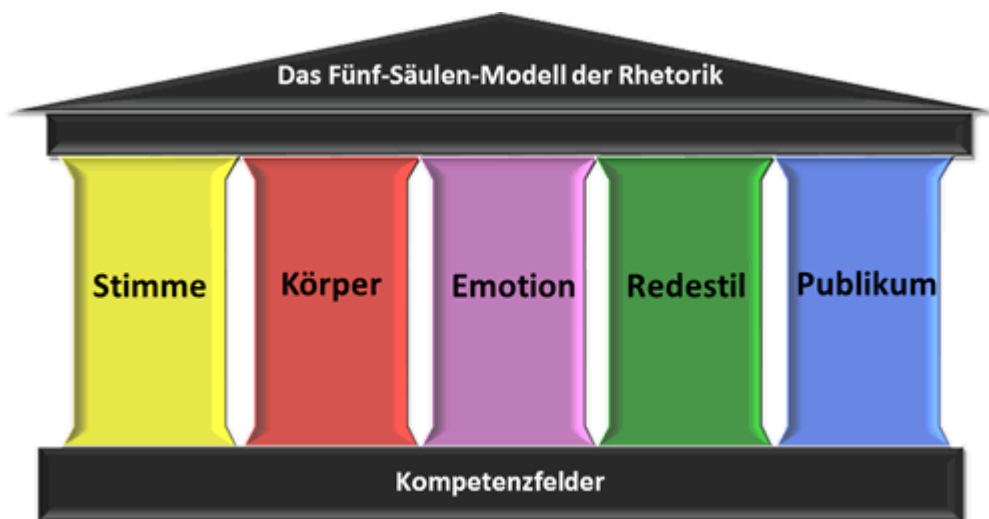 Das Fünf-Säulen-Modell der Rhetorik
Stimme
Körper
Emotion
Redestil
Publikum
Kompetenzfelder